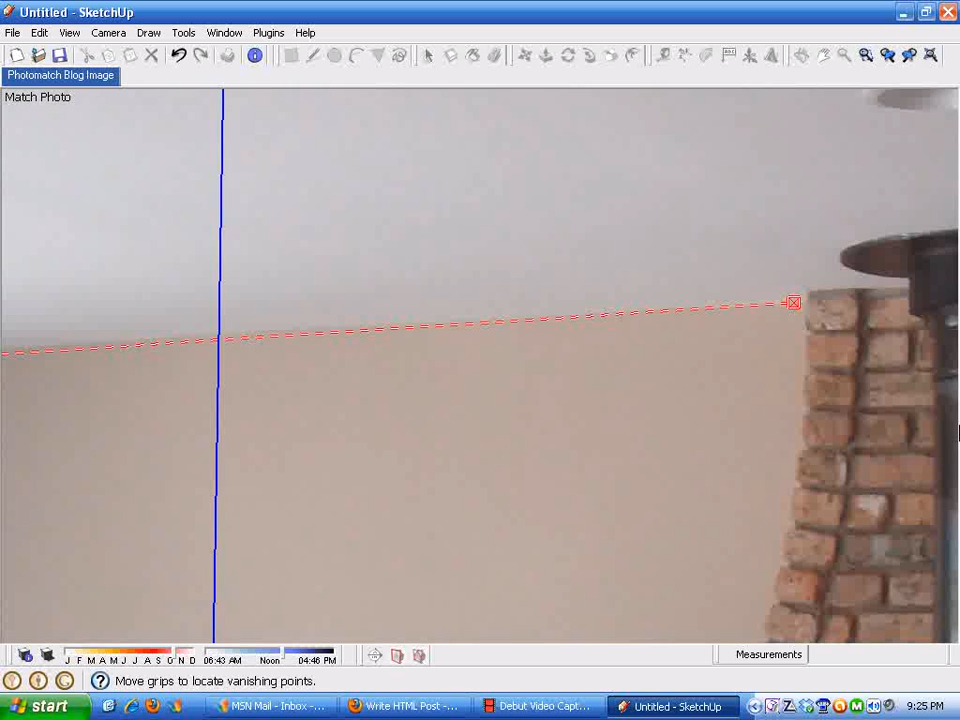 Untitled - SketchUp
File Edit View Camera Draw Tools Window Plugins Help
Photomatch Blog Image
Match Photo
J F M A M J J A S O N D 06:43 AM Noon 04:46 PM
Measurements
Move grips to locate vanishing points.
start MSN Mail - Inbox -... Write HTML Post -... Debut Video Capt... Untitled - SketchUp 9:25 PM